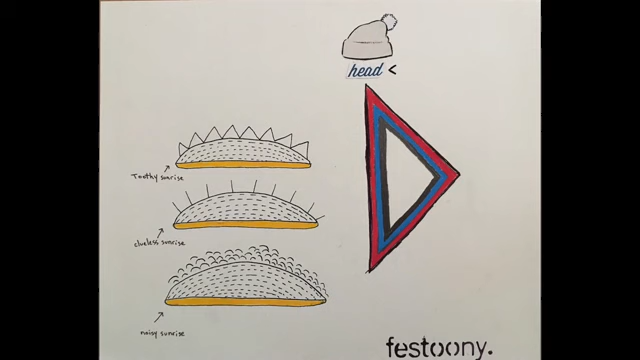 head <
Toothy sunrise
clueless sunrise
noisy sunrise
festoony.